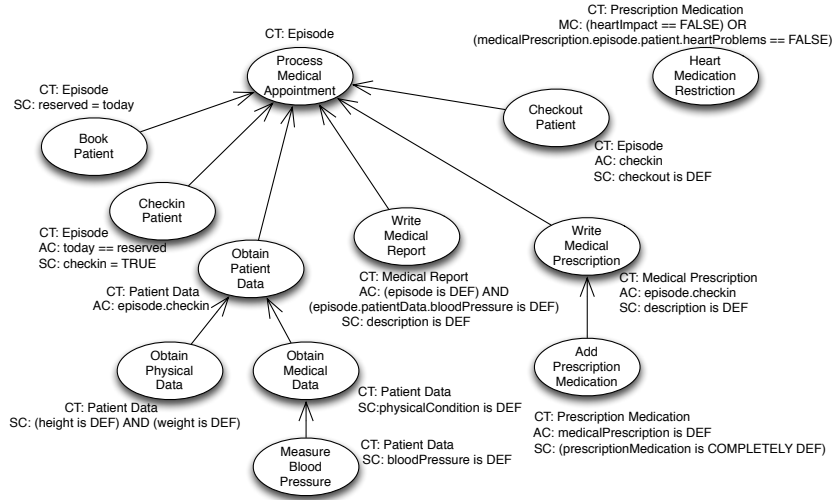 CT: Prescription Medication
MC: (heartImpact == FALSE) OR
(medicalPrescription.episode.patient.heartProblems == FALSE)
Heart
Medication
Restriction
CT: Episode
Process
Medical
Appointment
CT: Episode
SC: reserved = today
Book
Patient
Checkout
Patient
CT: Episode
AC: checkin
SC: checkout is DEF
Checkin
Patient
CT: Episode
AC: today == reserved
SC: checkin = TRUE
Obtain
Patient
Data
CT: Patient Data
AC: episode.checkin
Write
Medical
Report
CT: Medical Report
AC: (episode is DEF) AND
(episode.patientData.bloodPressure is DEF)
SC: description is DEF
Write
Medical
Prescription
CT: Medical Prescription
AC: episode.checkin
SC: description is DEF
Obtain
Physical
Data
CT: Patient Data
SC: (height is DEF) AND (weight is DEF)
Obtain
Medical
Data
CT: Patient Data
SC:physicalCondition is DEF
Add
Prescription
Medication
CT: Prescription Medication
AC: medicalPrescription is DEF
SC: (prescriptionMedication is COMPLETELY DEF)
Measure
Blood
Pressure
CT: Patient Data
SC: bloodPressure is DEF